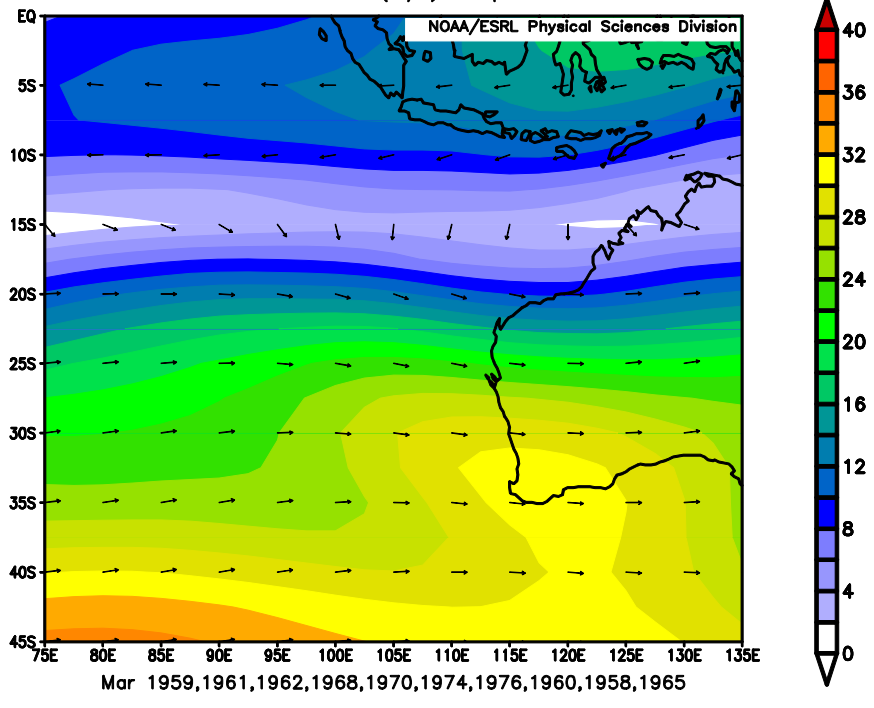 NOAA/ESRL Physical Sciences Division
EQ
5S
10S
15S
20S
25S
30S
35S
40S
45S
75E 80E 85E 90E 95E 100E 105E 110E 115E 120E 125E 130E 135E
Mar 1959,1961,1962,1968,1970,1974,1976,1960,1958,1965
40
36
32
28
24
20
16
12
8
4
0